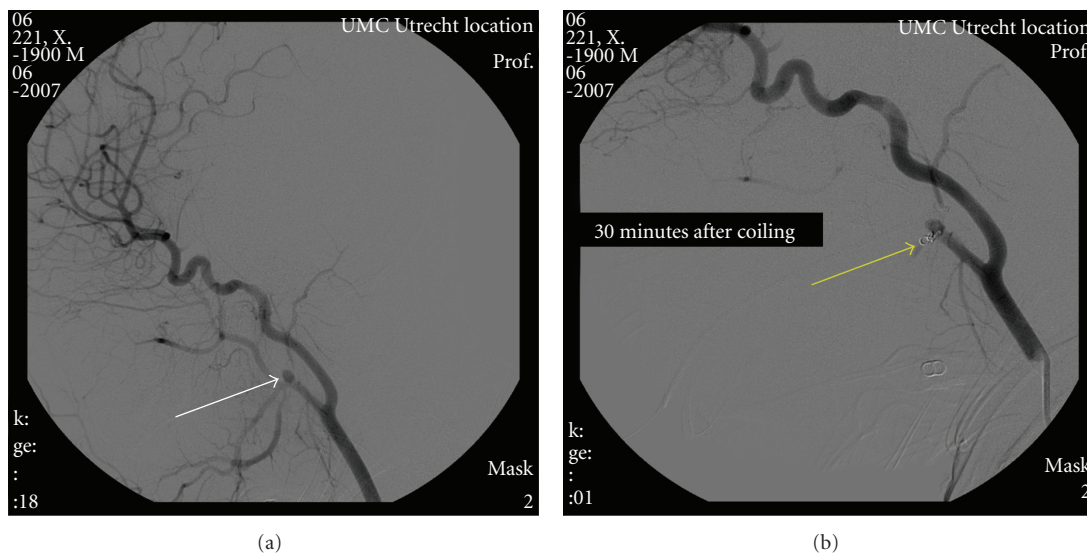 06
221, X.
-1900 M
06
-2007
UMC Utrecht location
Prof.
k:
ge:
:
:18
Mask
2
(a)
06
221, X.
-1900 M
06
-2007
UMC Utrecht location
Prof.
30 minutes after coiling
k:
ge:
:
:01
Mask
2
(b)